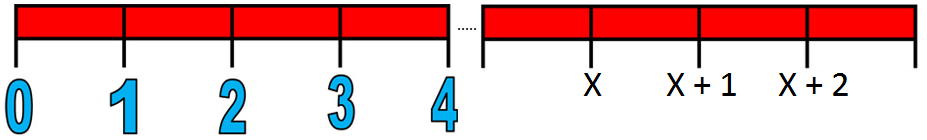 .....
0 1 2 3 4 X X + 1 X + 2